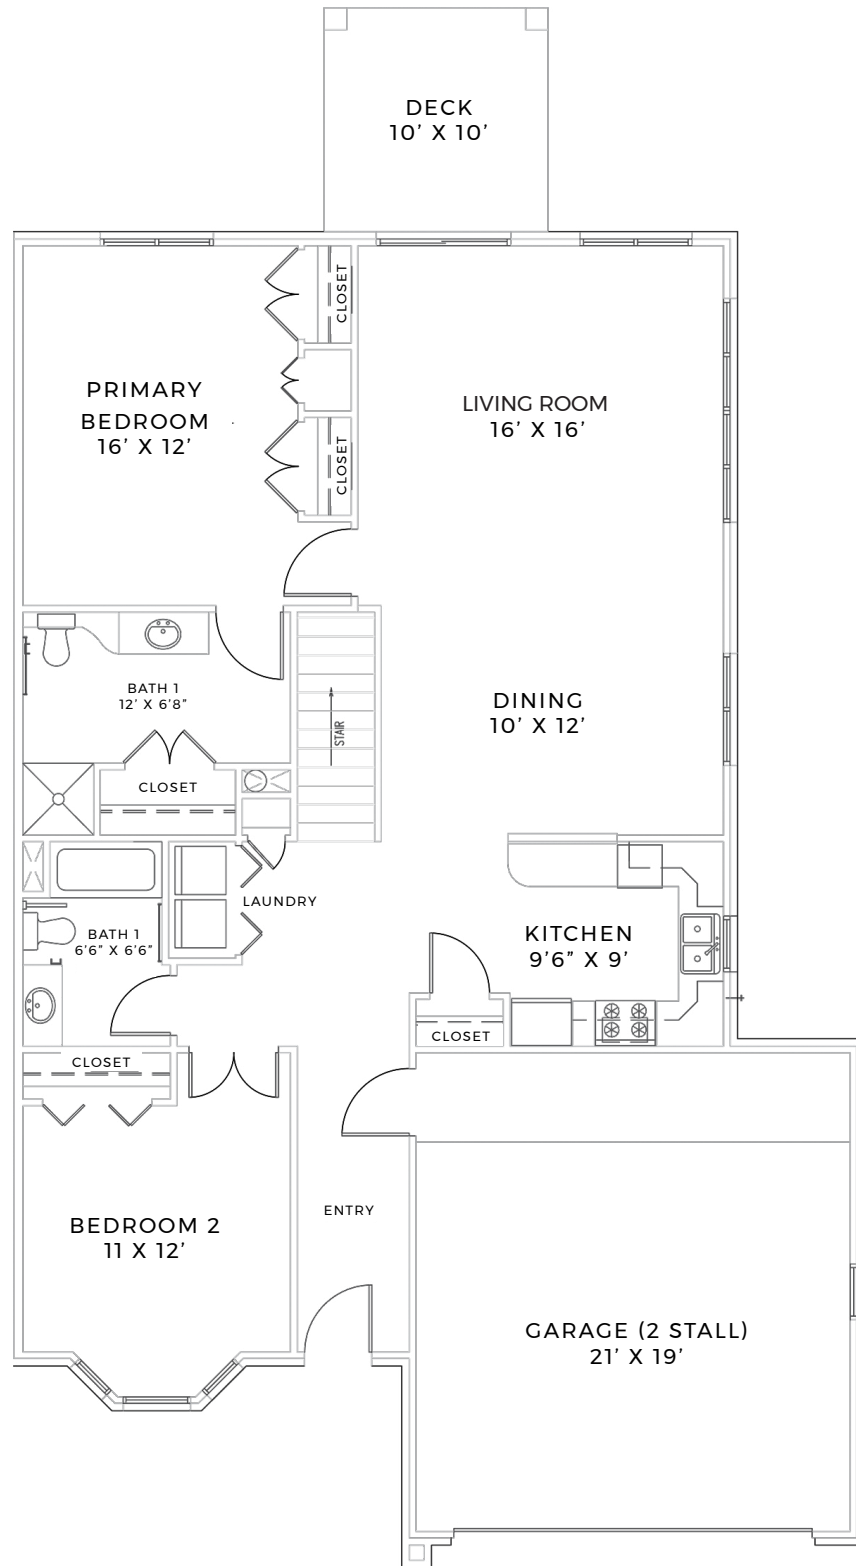 DECK
10’ X 10’
CLOSET
PRIMARY
BEDROOM
16’ X 12’
LIVING ROOM
16’ X 16’
CLOSET
BATH 1
12’ X 6’8”
DINING
10’ X 12’
STAIR
CLOSET
LAUNDRY
BATH 1
6’6” X 6’6”
KITCHEN
9’6” X 9’
CLOSET
CLOSET
ENTRY
BEDROOM 2
11 X 12’
GARAGE (2 STALL)
21’ X 19’